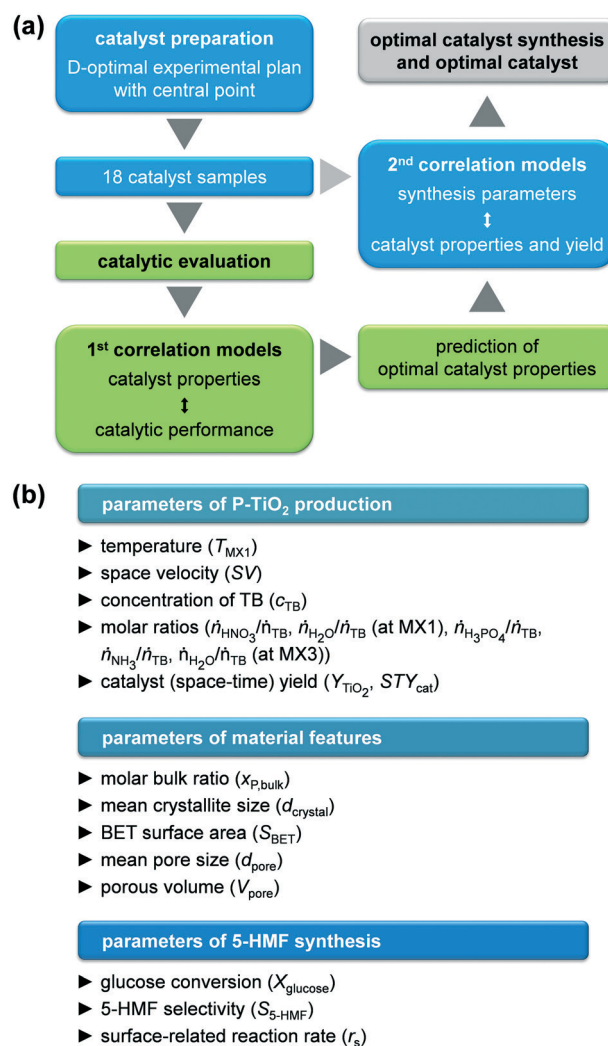 (a)
catalyst preparation
D-optimal experimental plan
with central point
18 catalyst samples
catalytic evaluation
1st correlation models
catalyst properties
catalytic performance
optimal catalyst synthesis
and optimal catalyst
2nd correlation models
synthesis parameters
catalyst properties and yield
prediction of
optimal catalyst properties
(b)
parameters of P-TiO2 production
► temperature (TMX1)
► space velocity (SV)
► concentration of TB (cTB)
► molar ratios (ṅHNO3/ṅTB, ṅH2O/ṅTB (at MX1), ṅH3PO4/ṅTB,
ṅNH3/ṅTB, ṅH2O/ṅTB (at MX3))
► catalyst (space-time) yield (YTiO2, STYcat)
parameters of material features
► molar bulk ratio (xP,bulk)
► mean crystallite size (dcrystal)
► BET surface area (SBET)
► mean pore size (dpore)
► porous volume (Vpore)
parameters of 5-HMF synthesis
► glucose conversion (Xglucose)
► 5-HMF selectivity (S5-HMF)
► surface-related reaction rate (rs)